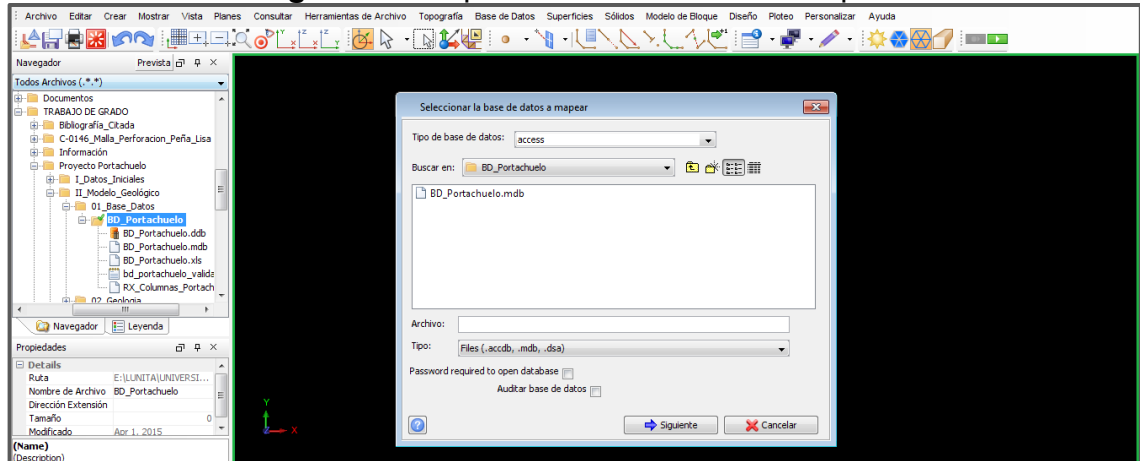 Archivo Editar Crear Mostrar Vista Planes Consultar Herramientas de Archivo Topografía Base de Datos Superficies Sólidos Modelo de Bloque Diseño Ploteo Personalizar Ayuda
Navegador Prevista
Todos Archivos (.*.*)
Documentos
TRABAJO DE GRADO
Bibliografía_Citada
C-0146_Malla_Perforacion_Peña_Lisa
Información
Proyecto Portachuelo
I_Datos_Iniciales
II_Modelo_Geológico
01_Base_Datos
BD_Portachuelo
BD_Portachuelo.ddb
BD_Portachuelo.mdb
BD_Portachuelo.xls
bd_portachuelo_valida
RX_Columnas_Portach
02_Geologia
Navegador Leyenda
Propiedades
Details
Ruta E:\LUNITA\UNIVERSI...
Nombre de Archivo BD_Portachuelo
Dirección Extensión
Tamaño 0
Modificado Apr 1, 2015
(Name)
(Description)
Seleccionar la base de datos a mapear
Tipo de base de datos: access
Buscar en: BD_Portachuelo
BD_Portachuelo.mdb
Archivo:
Tipo: Files (.accdb, .mdb, .dsa)
Password required to open database
Auditar base de datos
Siguiente Cancelar
Y
X